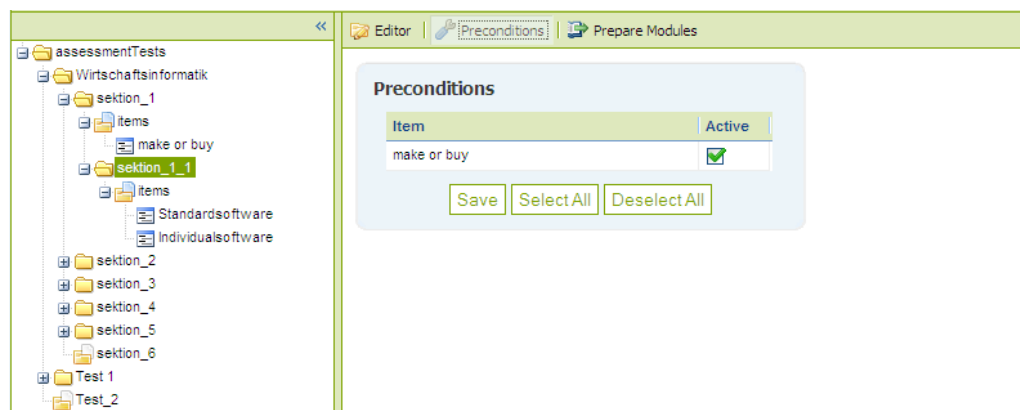 «
assessmentTests
Wirtschaftsinformatik
sektion_1
items
make or buy
sektion_1_1
items
Standardsoftware
Individualsoftware
sektion_2
sektion_3
sektion_4
sektion_5
sektion_6
Test 1
Test_2
Editor Preconditions Prepare Modules
Preconditions
Item Active
make or buy
Save Select All Deselect All